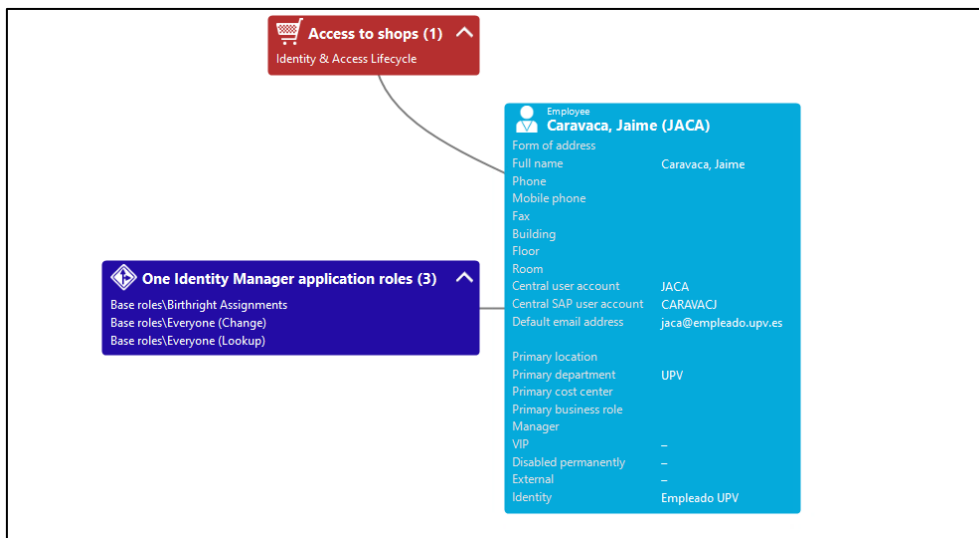 Access to shops (1)
Identity & Access Lifecycle
Employee
Caravaca, Jaime (JACA)
Form of address
Full name Caravaca, Jaime
Phone
Mobile phone
Fax
Building
Floor
Room
Central user account JACA
Central SAP user account CARAVACJ
Default email address jaca@empleado.upv.es
Primary location
Primary department UPV
Primary cost center
Primary business role
Manager
VIP –
Disabled permanently –
External –
Identity Empleado UPV
One Identity Manager application roles (3)
Base roles\Birthright Assignments
Base roles\Everyone (Change)
Base roles\Everyone (Lookup)